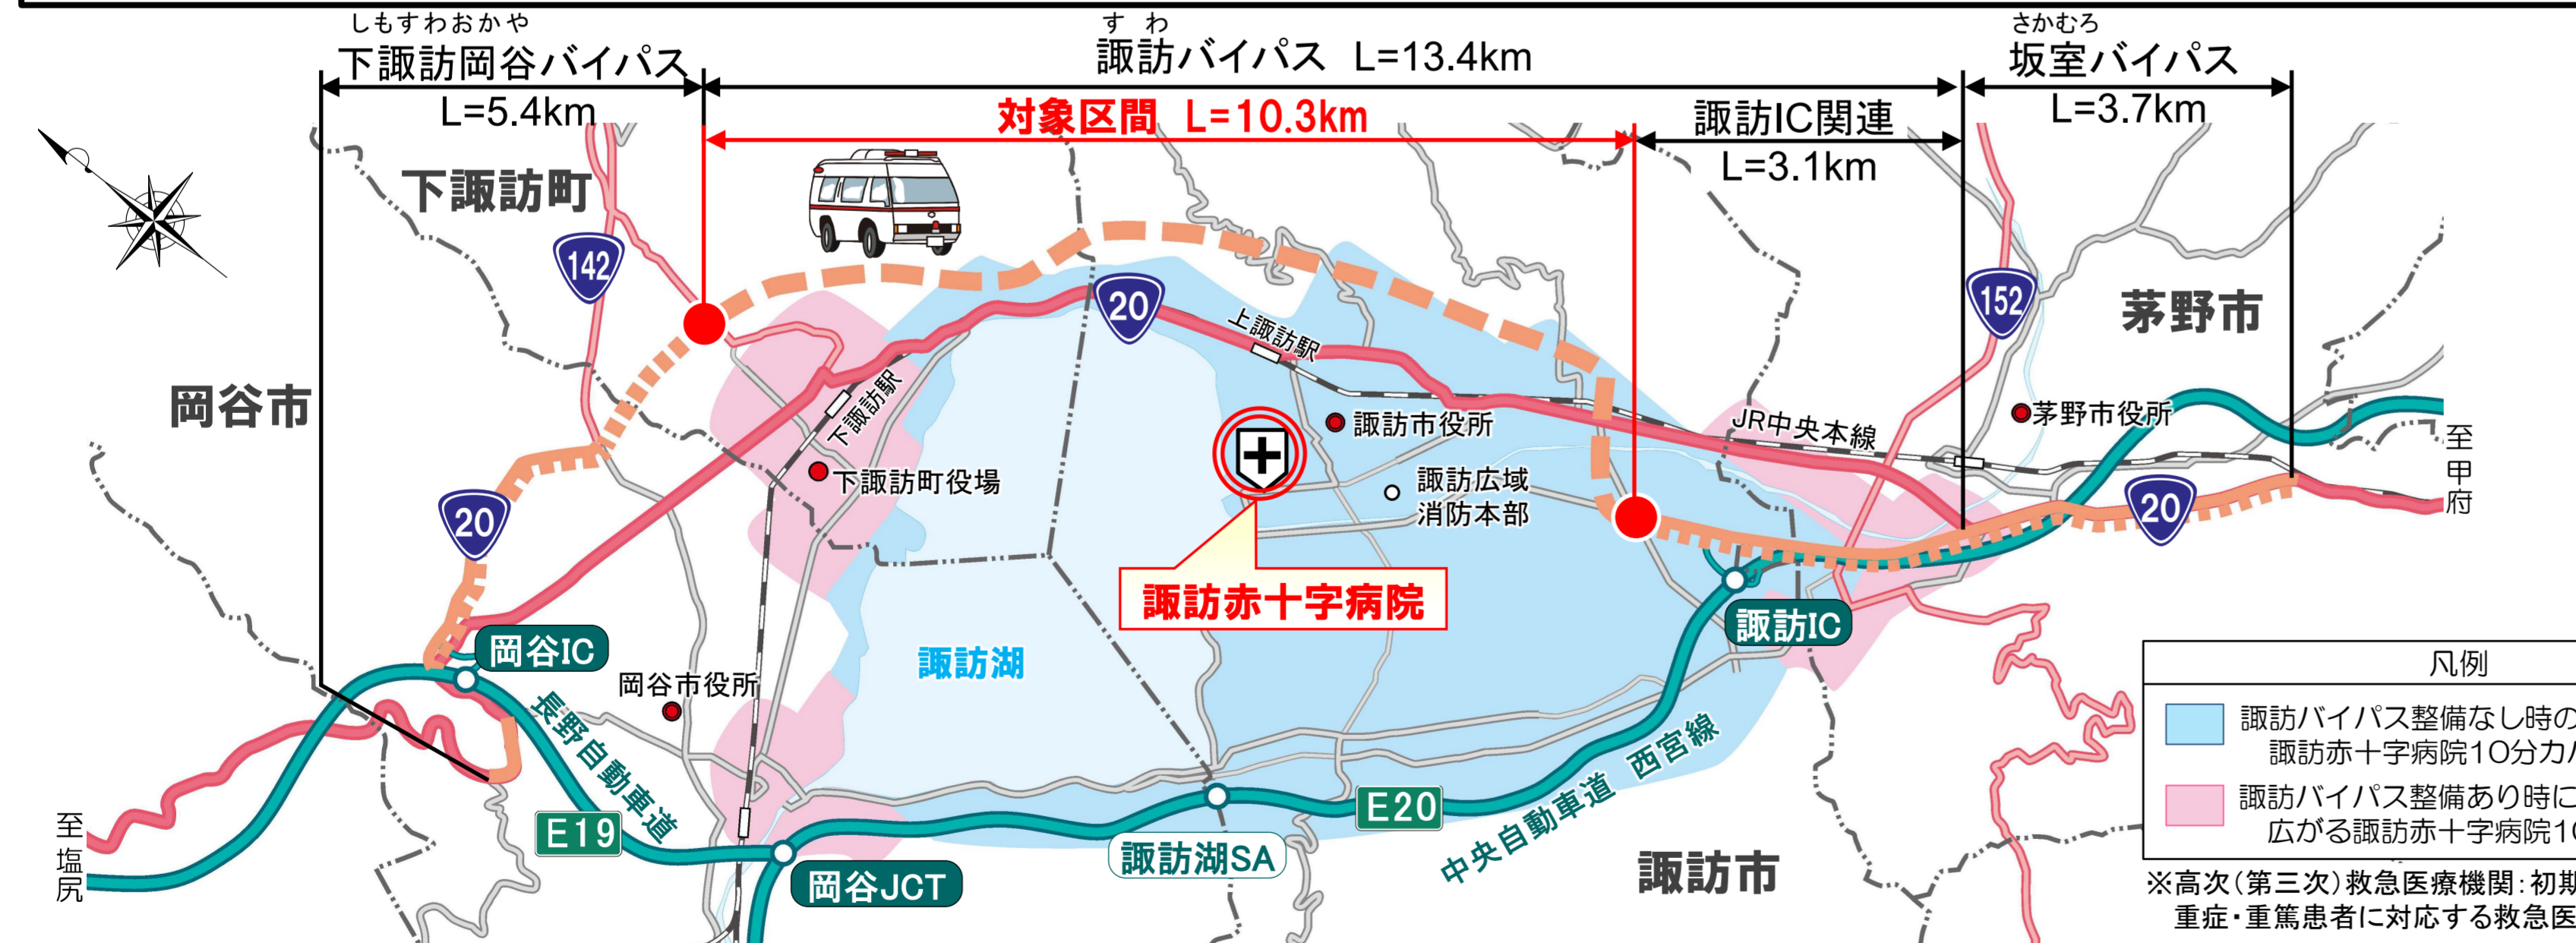 しもすわおかや
下諏訪岡谷バイパス
L=5.4km
すわ
諏訪バイパス L=13.4km
さかむろ
坂室バイパス
L=3.7km
対象区間 L=10.3km
諏訪IC関連
L=3.1km
下諏訪町
142
20
152
茅野市
上諏訪駅
岡谷市
下諏訪駅
諏訪市役所
JR中央本線
茅野市役所
至甲府
下諏訪町役場
諏訪広域
消防本部
20
20
諏訪赤十字病院
諏訪IC
岡谷IC
諏訪湖
岡谷市役所
長野自動車道
中央自動車道 西宮線
E19
E20
至塩尻
諏訪湖SA
岡谷JCT
諏訪市
凡例
諏訪バイパス整備なし時の
諏訪赤十字病院10分カ
諏訪バイパス整備あり時に
広がる諏訪赤十字病院1
※高次(第三次)救急医療機関:初期
重症・重篤患者に対応する救急医